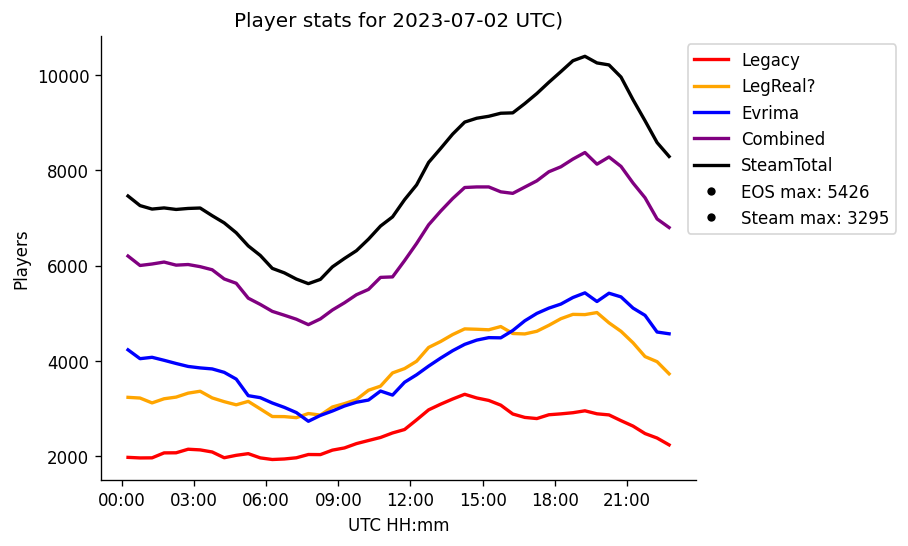 Player stats for 2023-07-02 UTC)
Legacy
LegReal?
Evrima
Combined
SteamTotal
EOS max: 5426
Steam max: 3295
Players
10000
8000
6000
4000
2000
00:00 03:00 06:00 09:00 12:00 15:00 18:00 21:00
UTC HH:mm